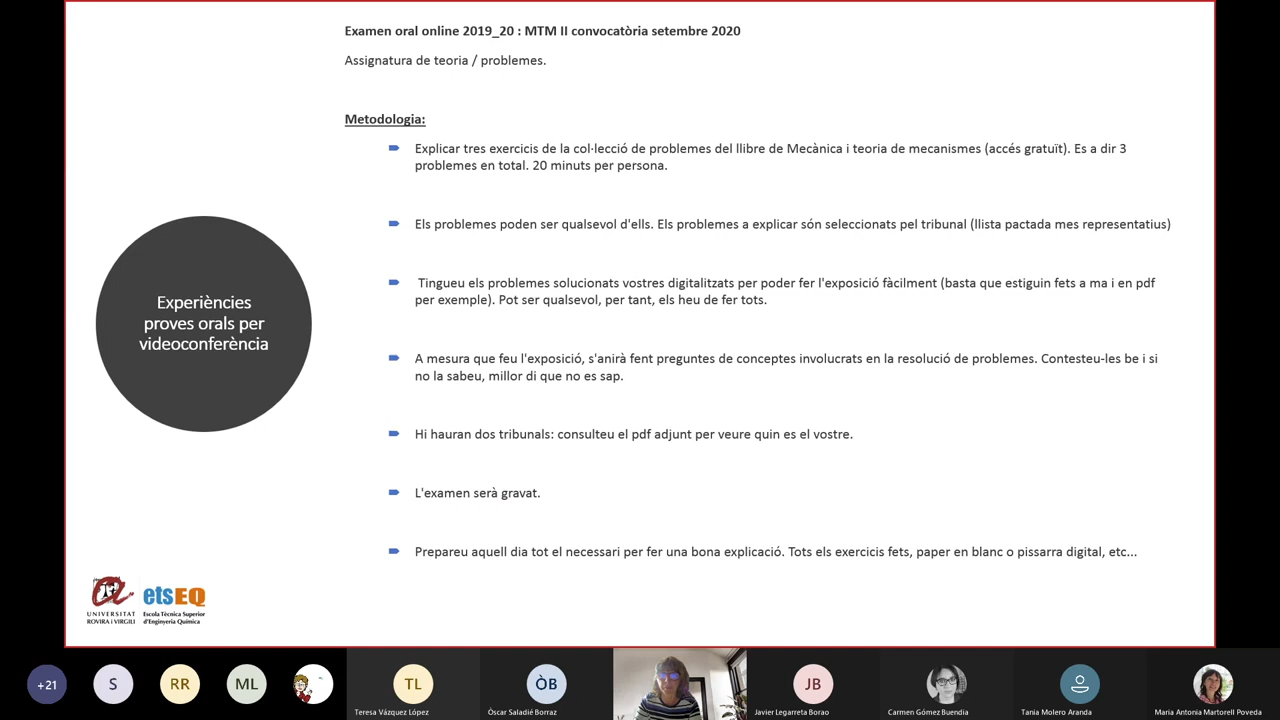 Examen oral online 2019_20 : MTM II convocatòria setembre 2020
Assignatura de teoria / problemes.
Metodologia:
Explicar tres exercicis de la col·lecció de problemes del llibre de Mecànica i teoria de mecanismes (accés gratuït). Es a dir 3
problemes en total. 20 minuts per persona.
Els problemes poden ser qualsevol d'ells. Els problemes a explicar són seleccionats pel tribunal (llista pactada mes representatius)
Tingueu els problemes solucionats vostres digitalitzats per poder fer l'exposició fàcilment (basta que estiguin fets a ma i en pdf
per exemple). Pot ser qualsevol, per tant, els heu de fer tots.
A mesura que feu l'exposició, s'anirà fent preguntes de conceptes involucrats en la resolució de problemes. Contesteu-les be i si
no la sabeu, millor di que no es sap.
Hi hauran dos tribunals: consulteu el pdf adjunt per veure quin es el vostre.
L'examen serà gravat.
Prepareu aquell dia tot el necessari per fer una bona explicació. Tots els exercicis fets, paper en blanc o pissarra digital, etc...
Experiències
proves orals per
videoconferència
UNIVERSITAT
ROVIRA i VIRGILI
etsEQ
Escola Tècnica Superior
d'Enginyeria Química
+21
S
RR
ML
TL
Teresa Vázquez López
ÒB
Òscar Saladié Borraz
JB
Javier Legarreta Borao
Carmen Gómez Buendia
Tania Molero Aranda
Maria Antonia Martorell Poveda